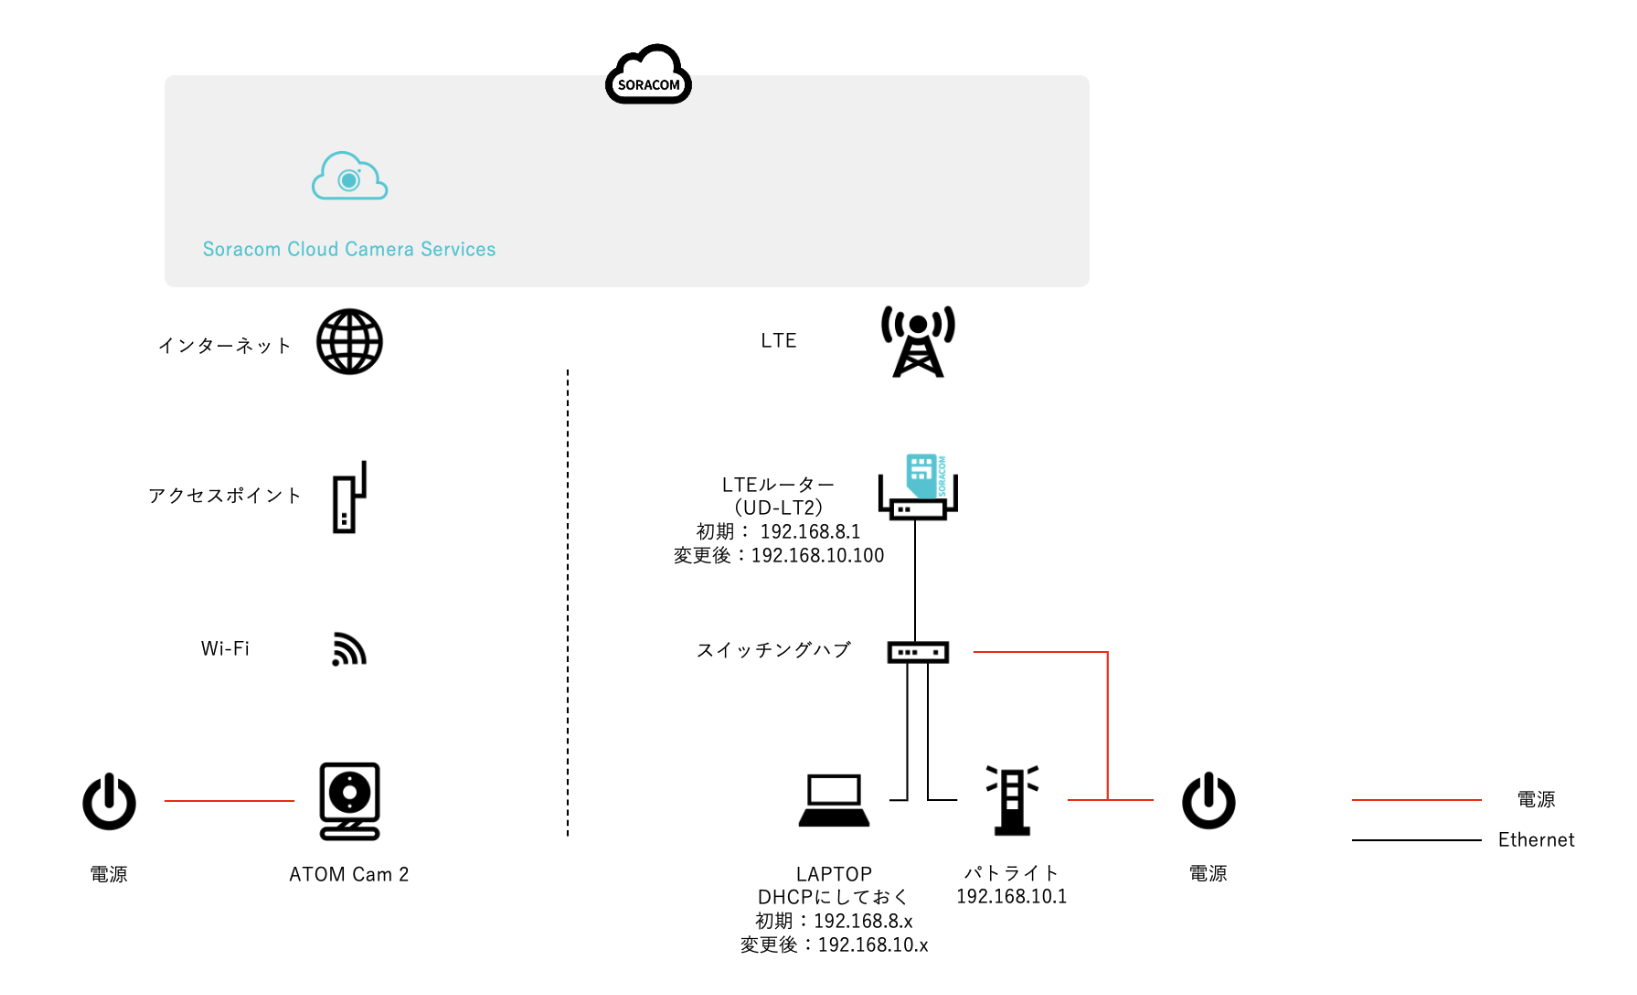 SORACOM
Soracom Cloud Camera Services
インターネット
LTE
アクセスポイント
SORACOM
LTEルーター
（UD-LT2）
初期： 192.168.8.1
変更後：192.168.10.100
Wi-Fi
スイッチングハブ
電源
ATOM Cam 2
LAPTOP
DHCPにしておく
初期：192.168.8.x
変更後：192.168.10.x
パトライト
192.168.10.1
電源
電源
Ethernet